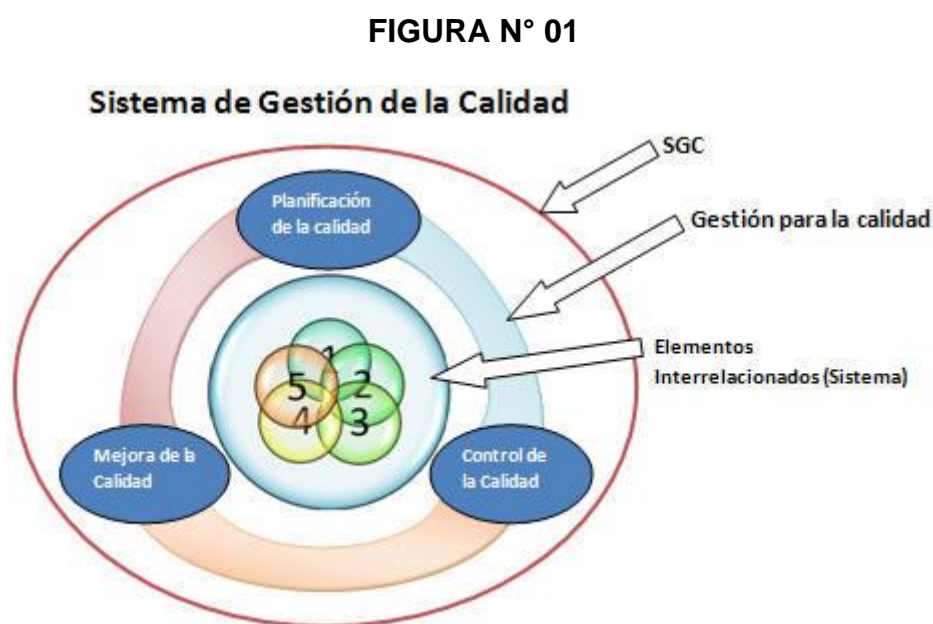 FIGURA N° 01
Sistema de Gestión de la Calidad
SGC
Planificación
de la calidad
Gestión para la calidad
Elementos
Interrelacionados (Sistema)
1
5
2
4
3
Mejora de la
Calidad
Control de
la Calidad